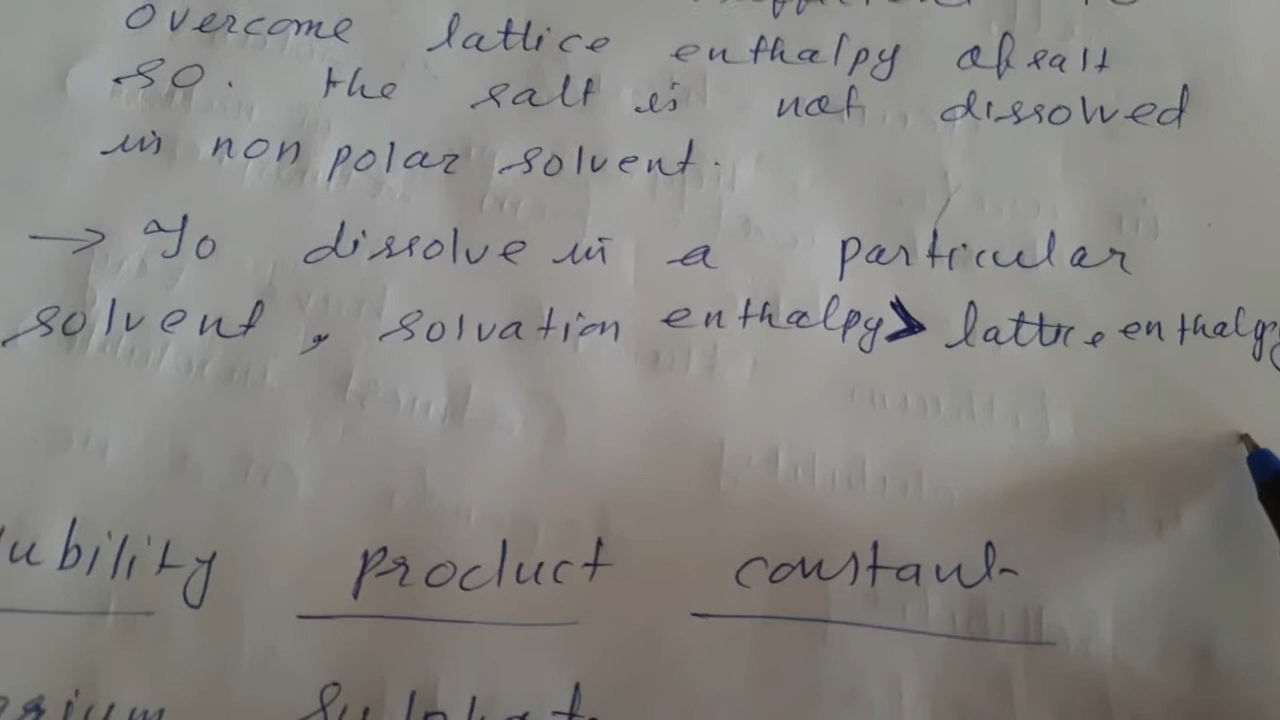 overcome lattice enthalpy of salt
so. the salt is not dissolved
in non polar solvent.
→ To dissolve in a particular
solvent, solvation enthalpy > lattice enthalpy
ubility product constant